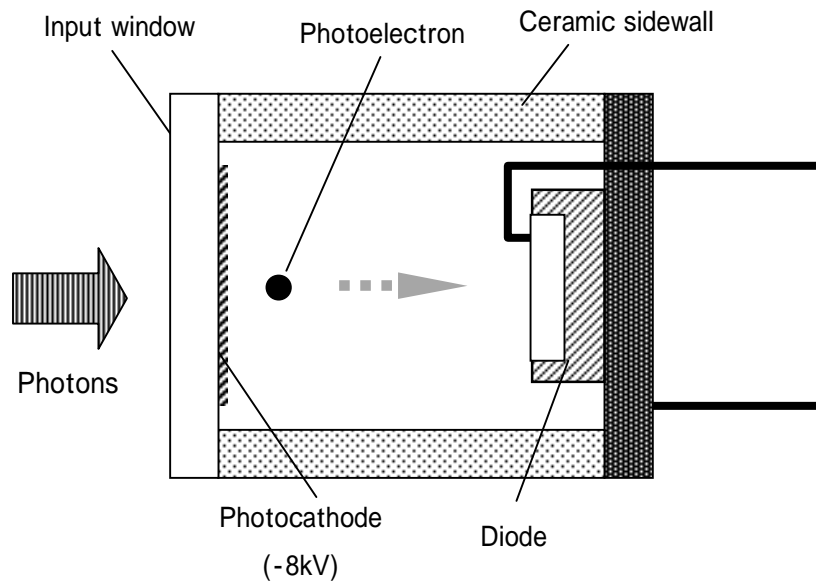 Input window
Photoelectron
Ceramic sidewall
Photons
Photocathode
(-8kV)
Diode